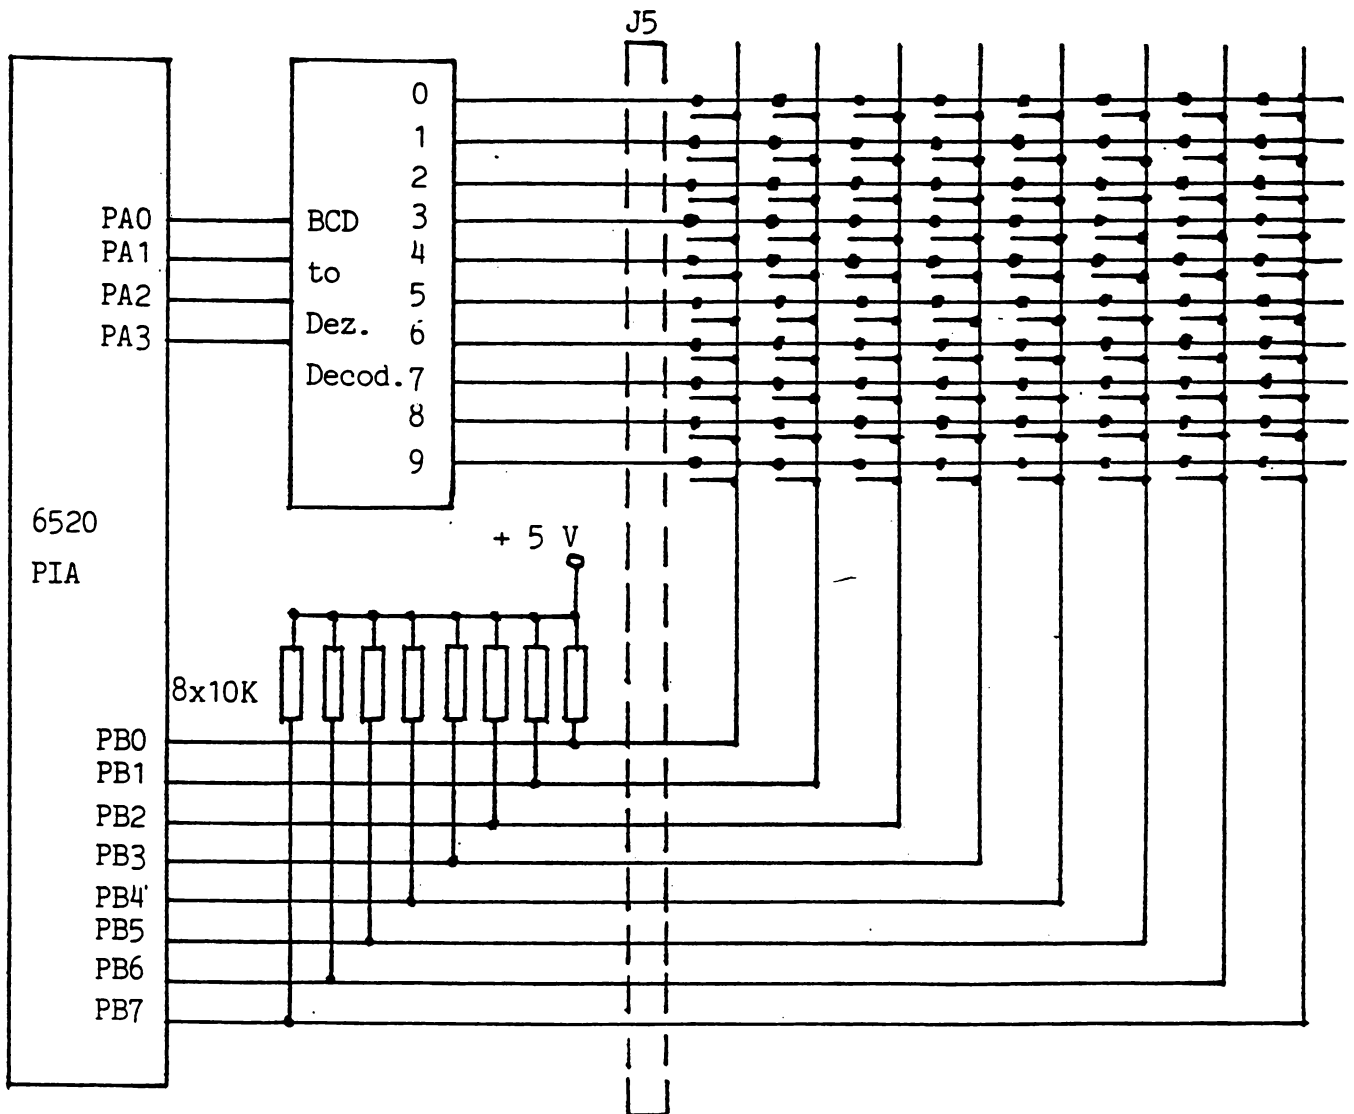 J5
0
1
2
PA0
BCD
3
PA1
to
4
PA2
5
Dez.
6
PA3
Decod.
7
8
9
6520
PIA
+ 5 V
8x10K
PB0
PB1
PB2
PB3
PB4
PB5
PB6
PB7